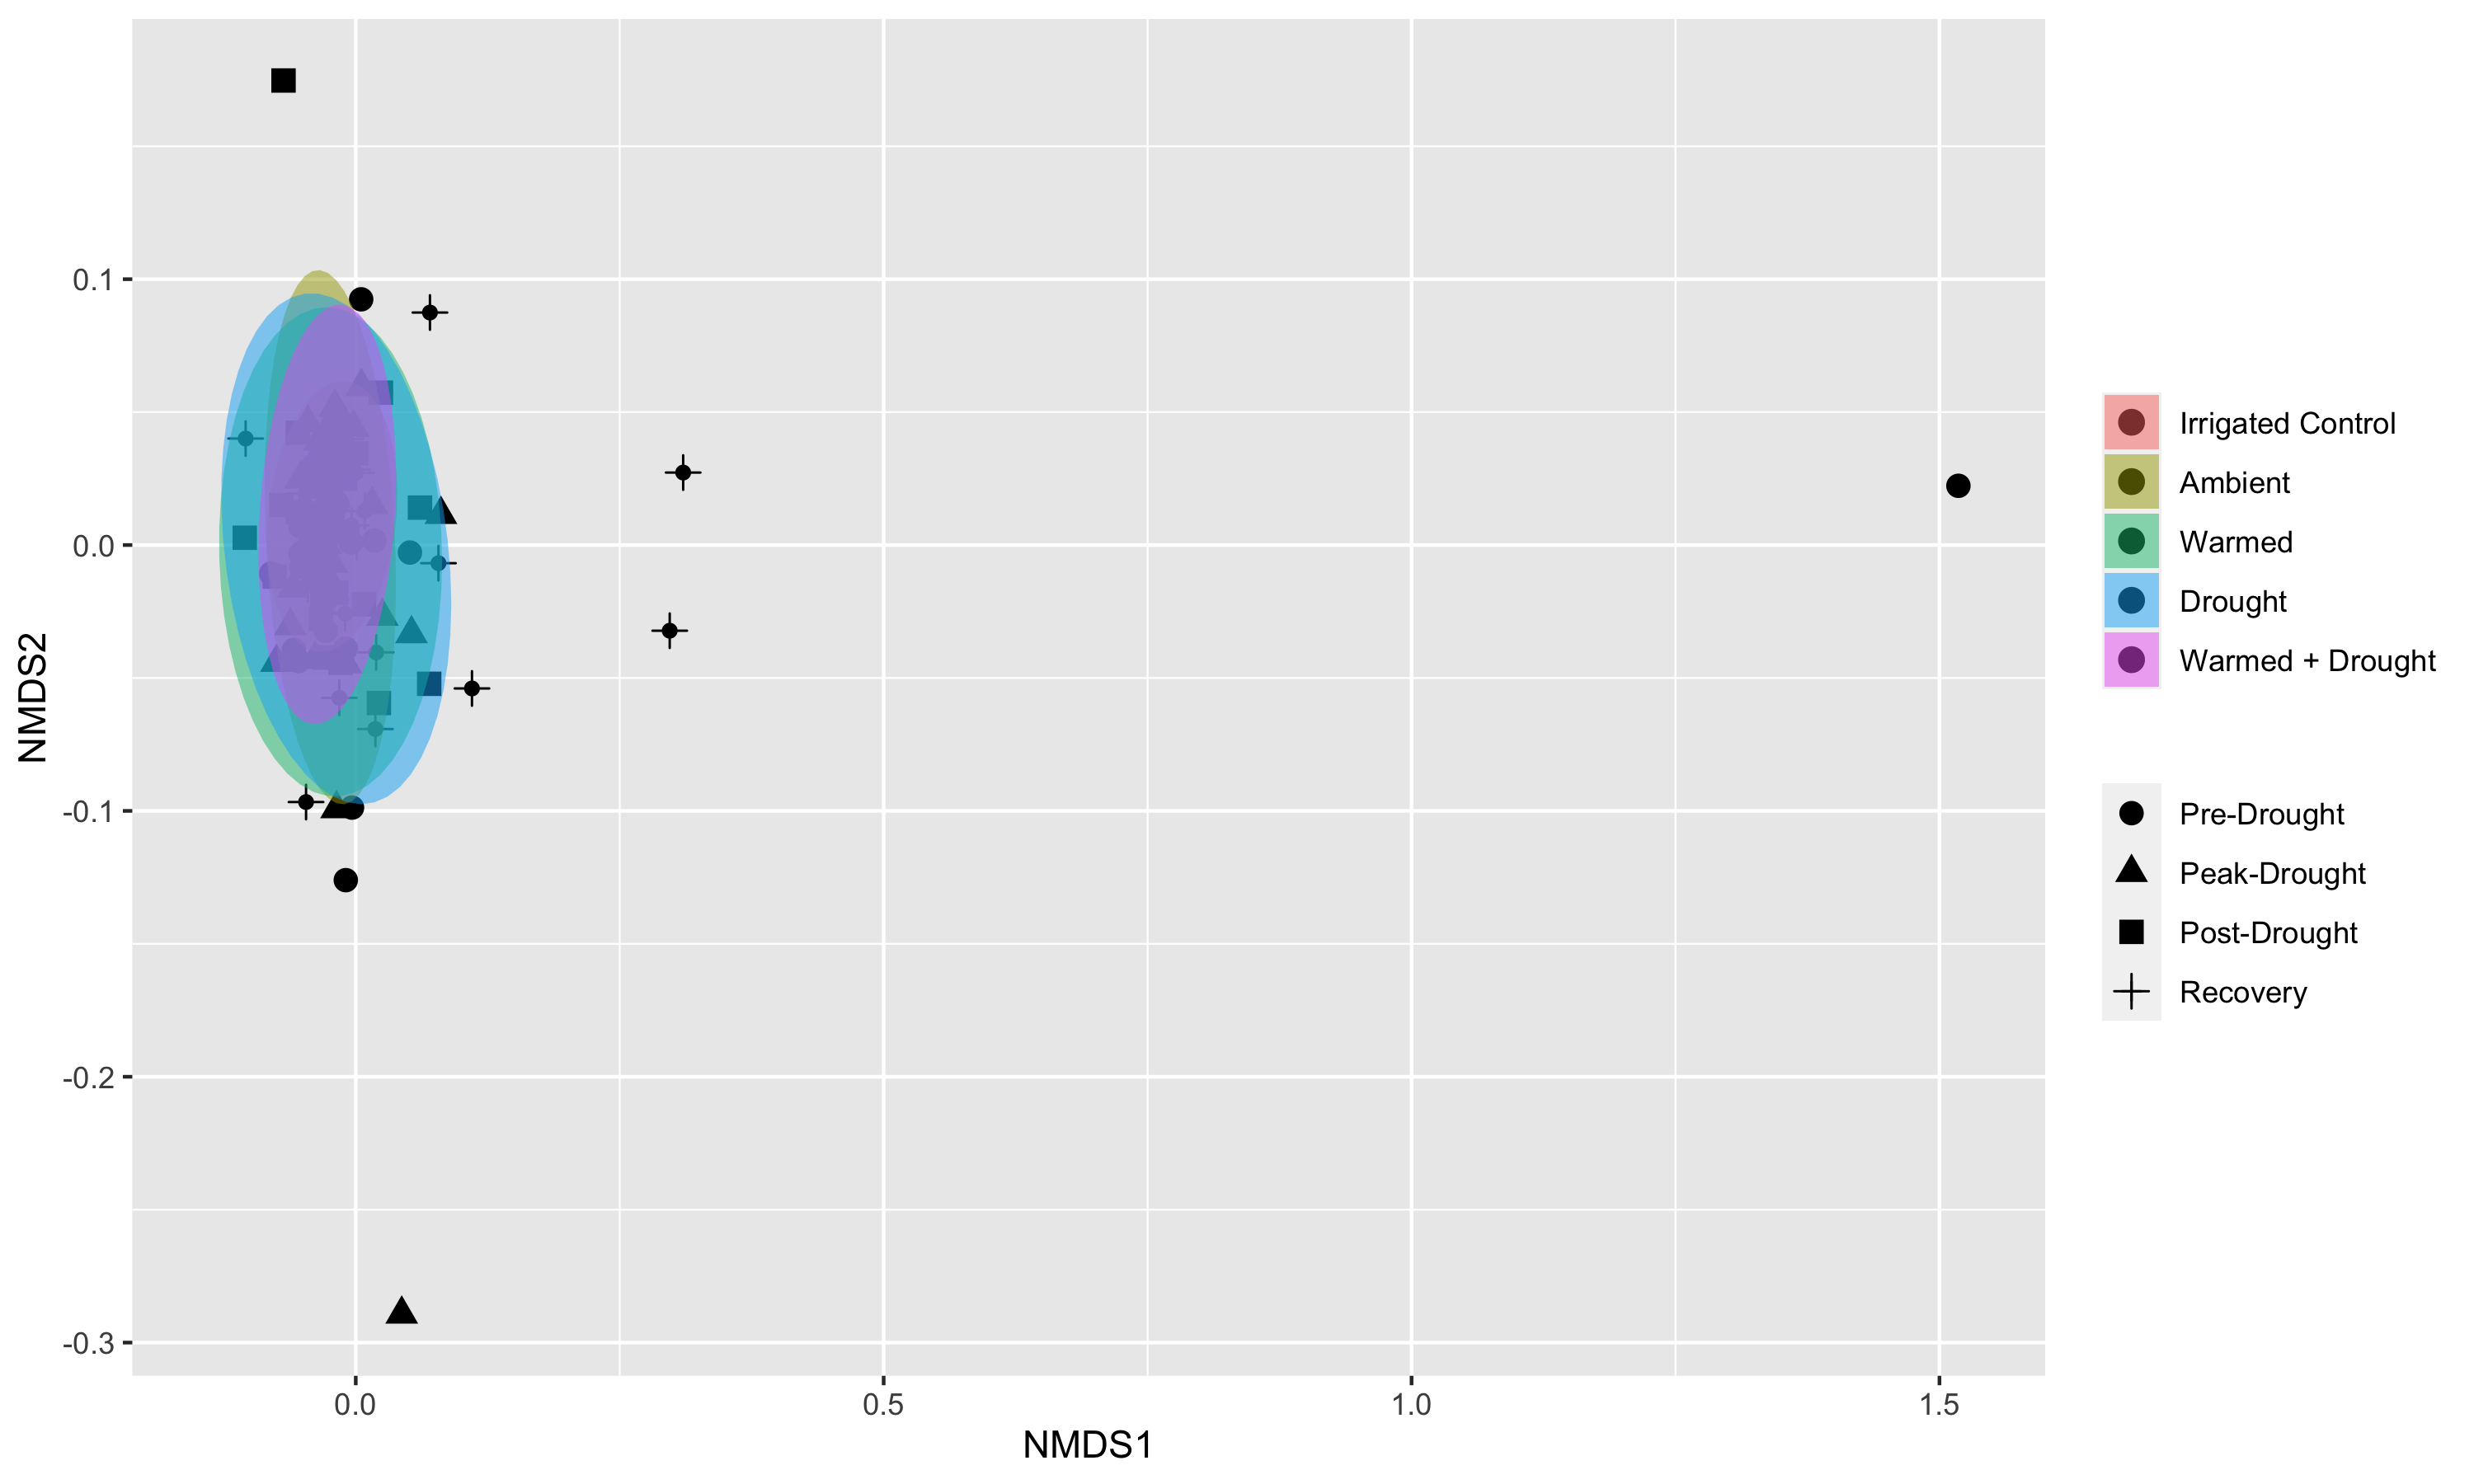 NMDS2
0.1
0.0
-0.1
-0.2
-0.3
0.0 0.5 1.0 1.5
NMDS1
Irrigated Control
Ambient
Warmed
Drought
Warmed + Drought
Pre-Drought
Peak-Drought
Post-Drought
Recovery